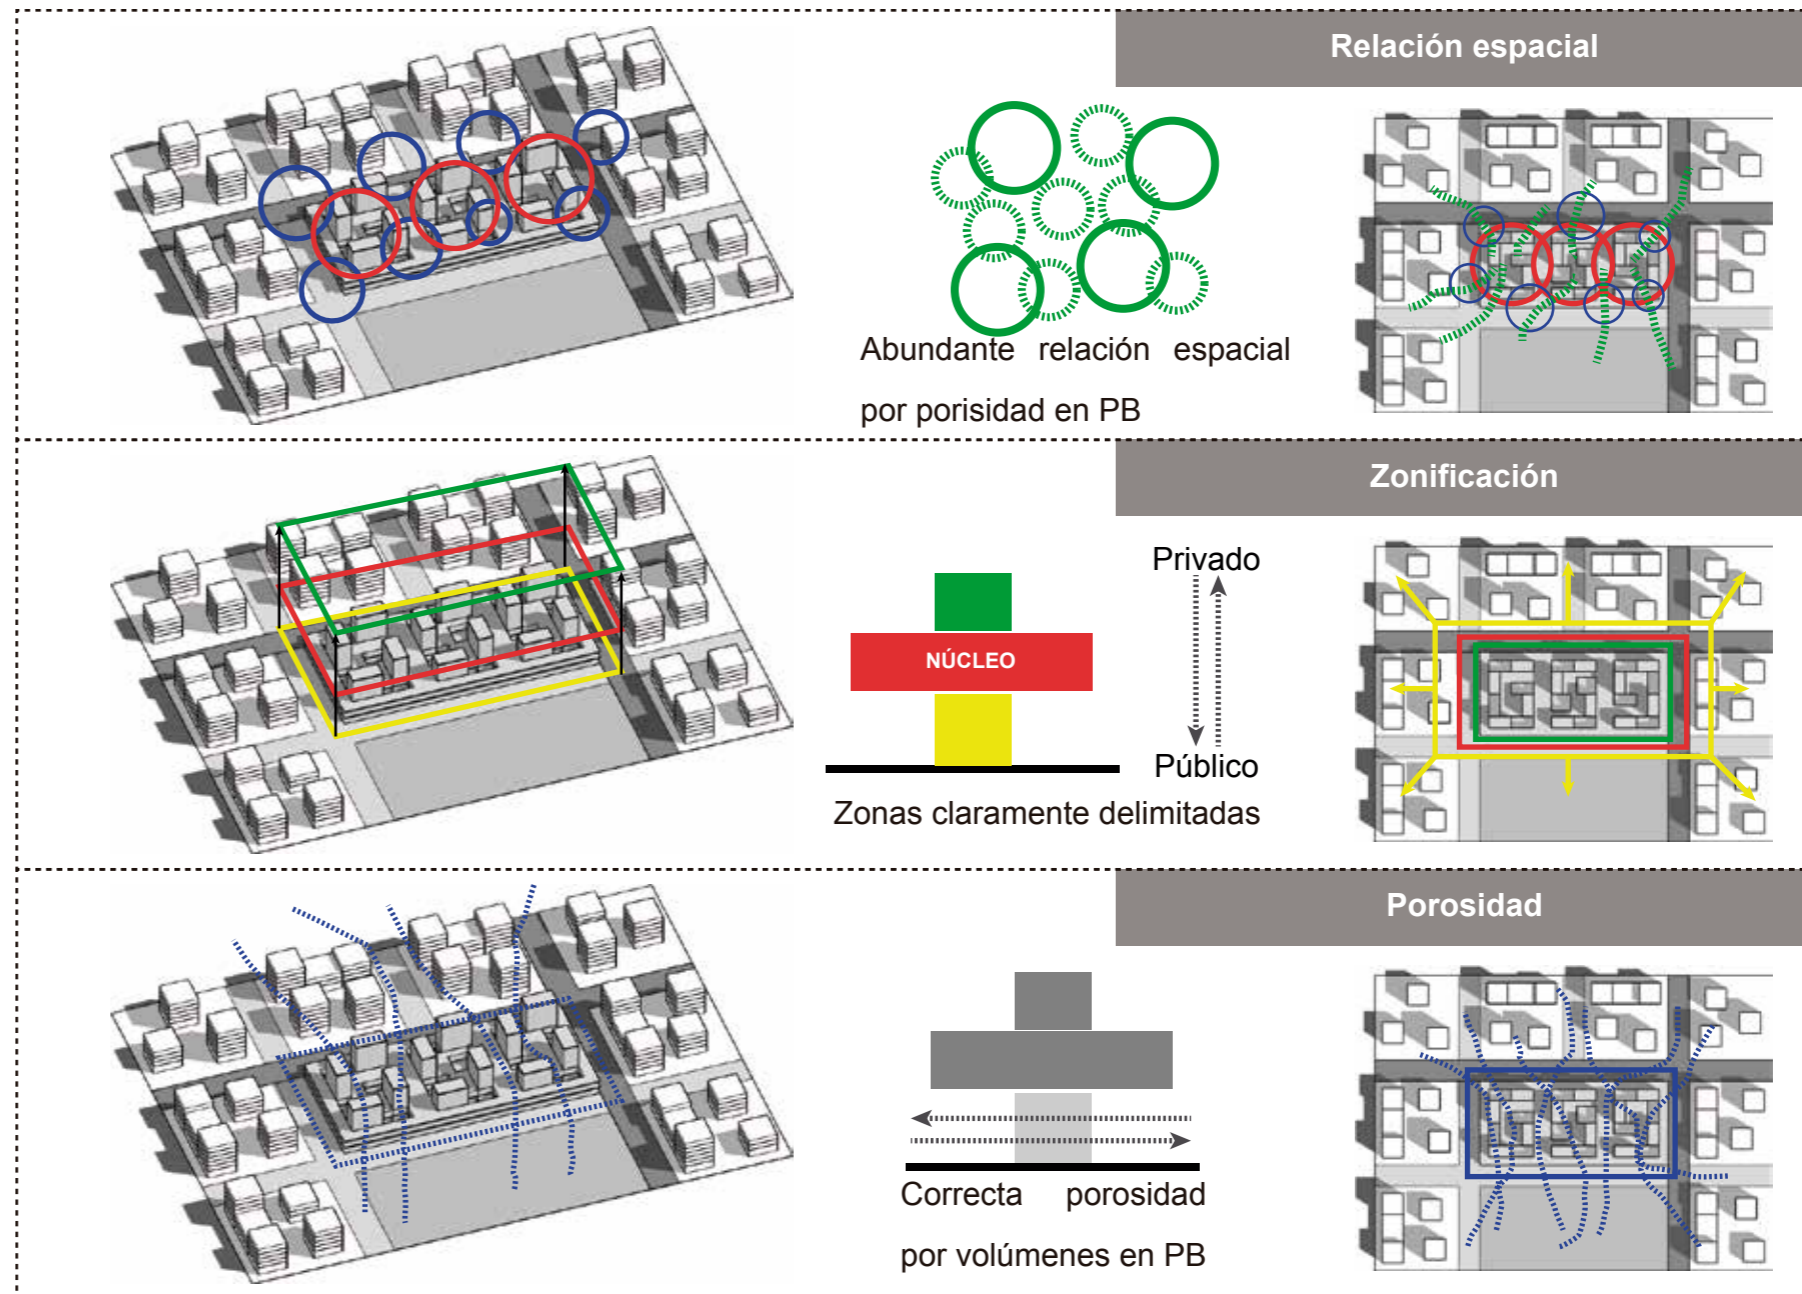 Relación espacial
Abundante relación espacial
por porisidad en PB
Zonificación
Privado
NÚCLEO
Público
Zonas claramente delimitadas
Porosidad
Correcta porosidad
por volúmenes en PB